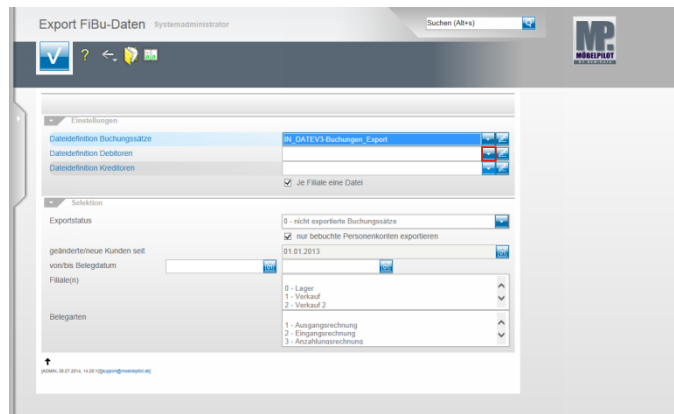 Export FiBu-Daten Systemadministrator
Suchen (Alt+s)
MP
MÖBELPILOT
?
Einstellungen
Dateidefinition Buchungssätze IN_DATEV3-Buchungen_Export
Dateidefinition Debitoren
Dateidefinition Kreditoren
Je Filiale eine Datei
Selektion
Exportstatus 0 - nicht exportierte Buchungssätze
nur bebuchte Personenkonten exportieren
geänderte/neue Kunden seit 01.01.2013
von/bis Belegdatum
Filiale(n) 0 - Lager
1 - Verkauf
2 - Verkauf 2
Belegarten 1 - Ausgangsrechnung
2 - Eingangsrechnung
3 - Anzahlungsrechnung